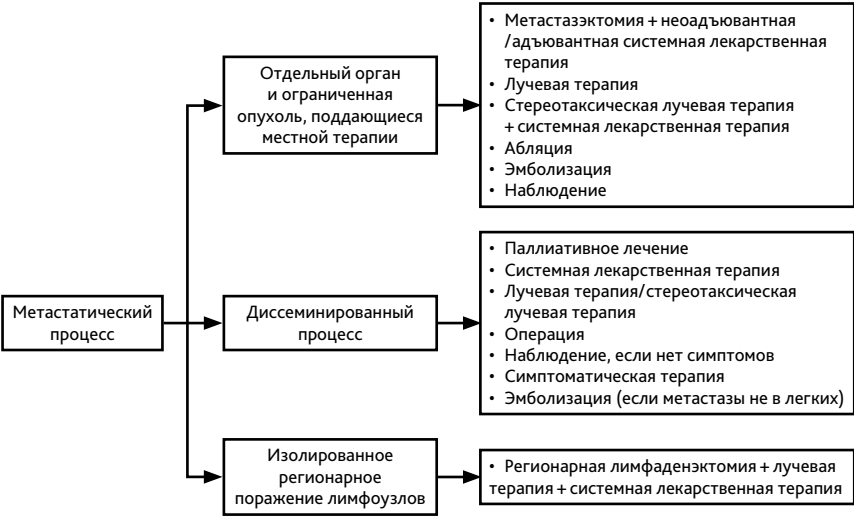 Метастатический
процесс
Отдельный орган
и ограниченная
опухоль, поддающиеся
местной терапии
• Метастазэктомия + неоадъювантная
/адъювантная системная лекарственная
терапия
• Лучевая терапия
• Стереотаксическая лучевая терапия
+ системная лекарственная терапия
• Абляция
• Эмболизация
• Наблюдение
Диссеминированный
процесс
• Паллиативное лечение
• Системная лекарственная терапия
• Лучевая терапия/стереотаксическая
лучевая терапия
• Операция
• Наблюдение, если нет симптомов
• Симптоматическая терапия
• Эмболизация (если метастазы не в легких)
Изолированное
регионарное
поражение лимфоузлов
• Регионарная лимфаденэктомия + лучевая
терапия + системная лекарственная терапия